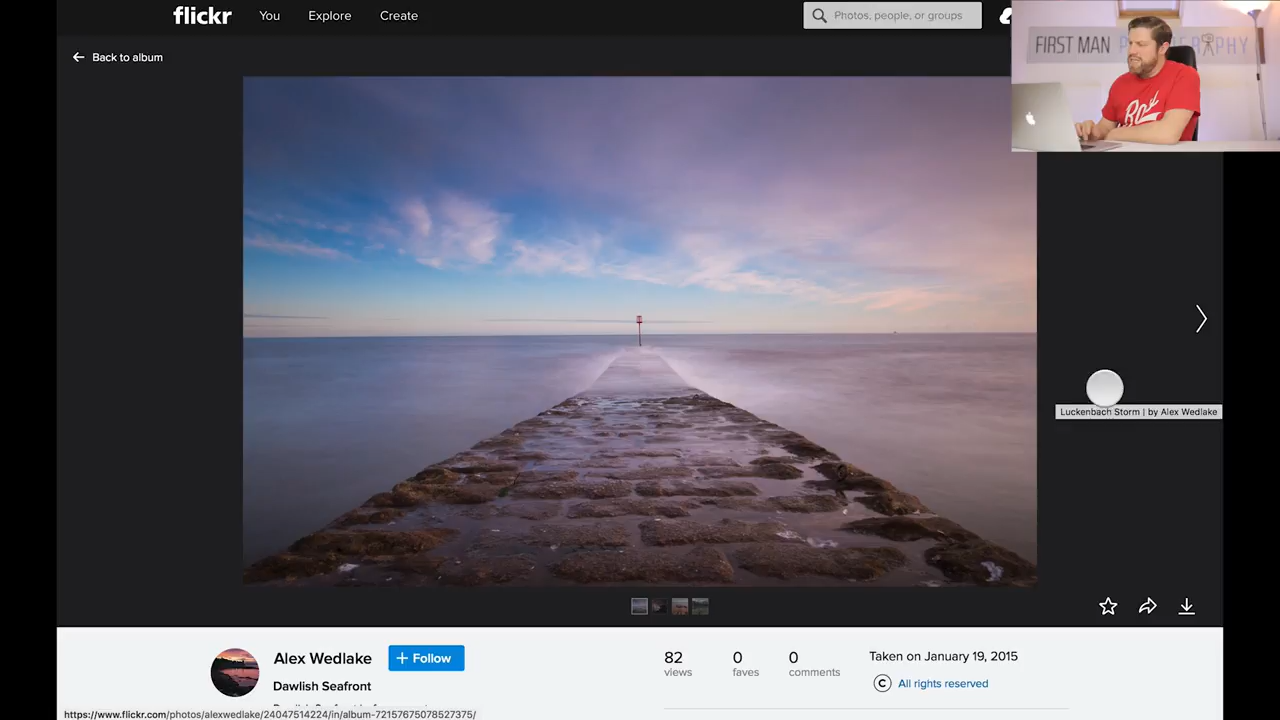 flickr
You
Explore
Create
Photos, people, or groups
FIRST MAN PHOTOGRAPHY
Back to album
Luckenbach Storm | by Alex Wedlake
Alex Wedlake
+ Follow
Dawlish Seafront
82
views
0
faves
0
comments
Taken on January 19, 2015
© All rights reserved
https://www.flickr.com/photos/alexwedlake/24047514224/in/album-72157675078527375/